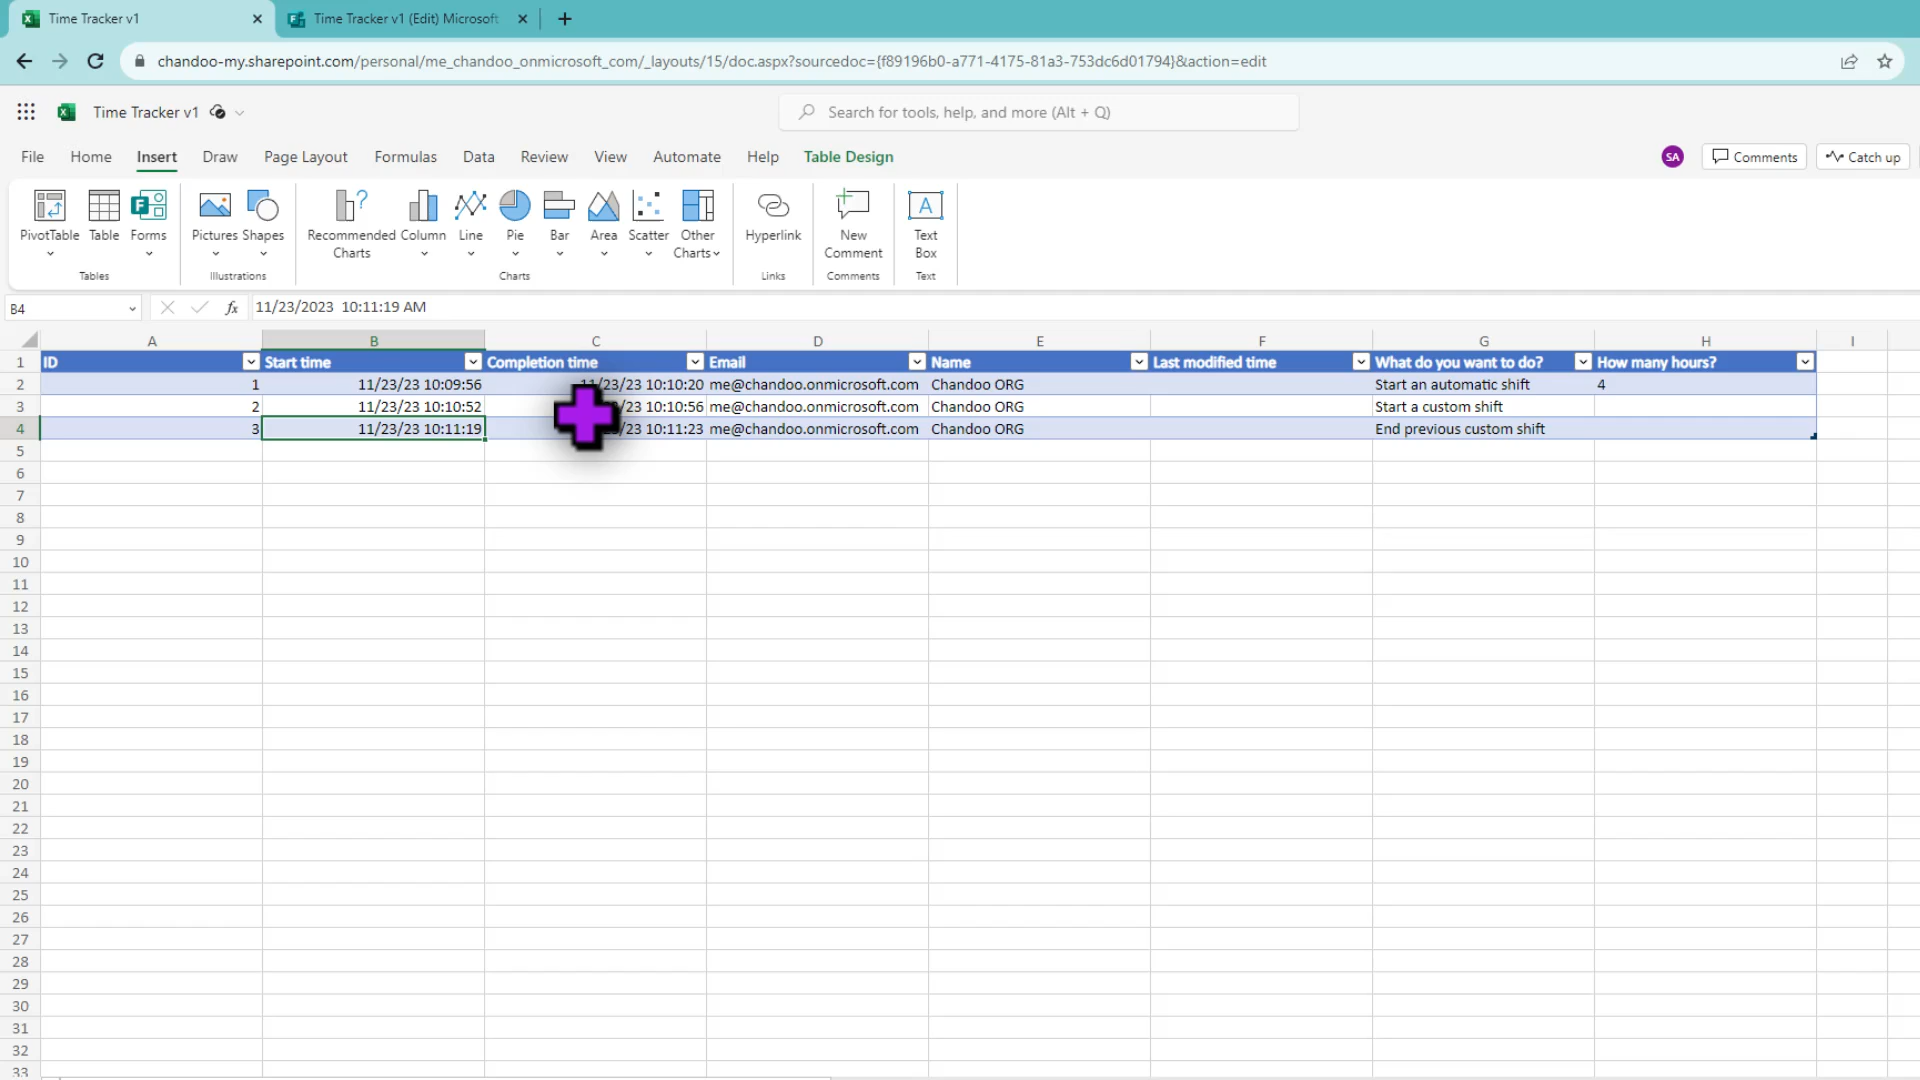 Time Tracker v1
Time Tracker v1 (Edit) Microsoft
chandoo-my.sharepoint.com/personal/me_chandoo_onmicrosoft_com/_layouts/15/doc.aspx?sourcedoc={f89196b0-a771-4175-81a3-753dc6d01794}&action=edit
Time Tracker v1
Search for tools, help, and more (Alt + Q)
File Home Insert Draw Page Layout Formulas Data Review View Automate Help Table Design
SA Comments Catch up
PivotTable Table Forms Pictures Shapes Recommended Charts Column Line Pie Bar Area Scatter Other Charts Hyperlink New Comment Text Box
Tables Illustrations Charts Links Comments Text
B4 fx 11/23/2023 10:11:19 AM
A B C D E F G H I
1 ID Start time Completion time Email Name Last modified time What do you want to do? How many hours?
2 1 11/23/23 10:09:56 11/23/23 10:10:20 me@chandoo.onmicrosoft.com Chandoo ORG Start an automatic shift 4
3 2 11/23/23 10:10:52 /23 10:10:56 me@chandoo.onmicrosoft.com Chandoo ORG Start a custom shift
4 3 11/23/23 10:11:19 /23 10:11:23 me@chandoo.onmicrosoft.com Chandoo ORG End previous custom shift
5
6
7
8
9
10
11
12
13
14
15
16
17
18
19
20
21
22
23
24
25
26
27
28
29
30
31
32
33